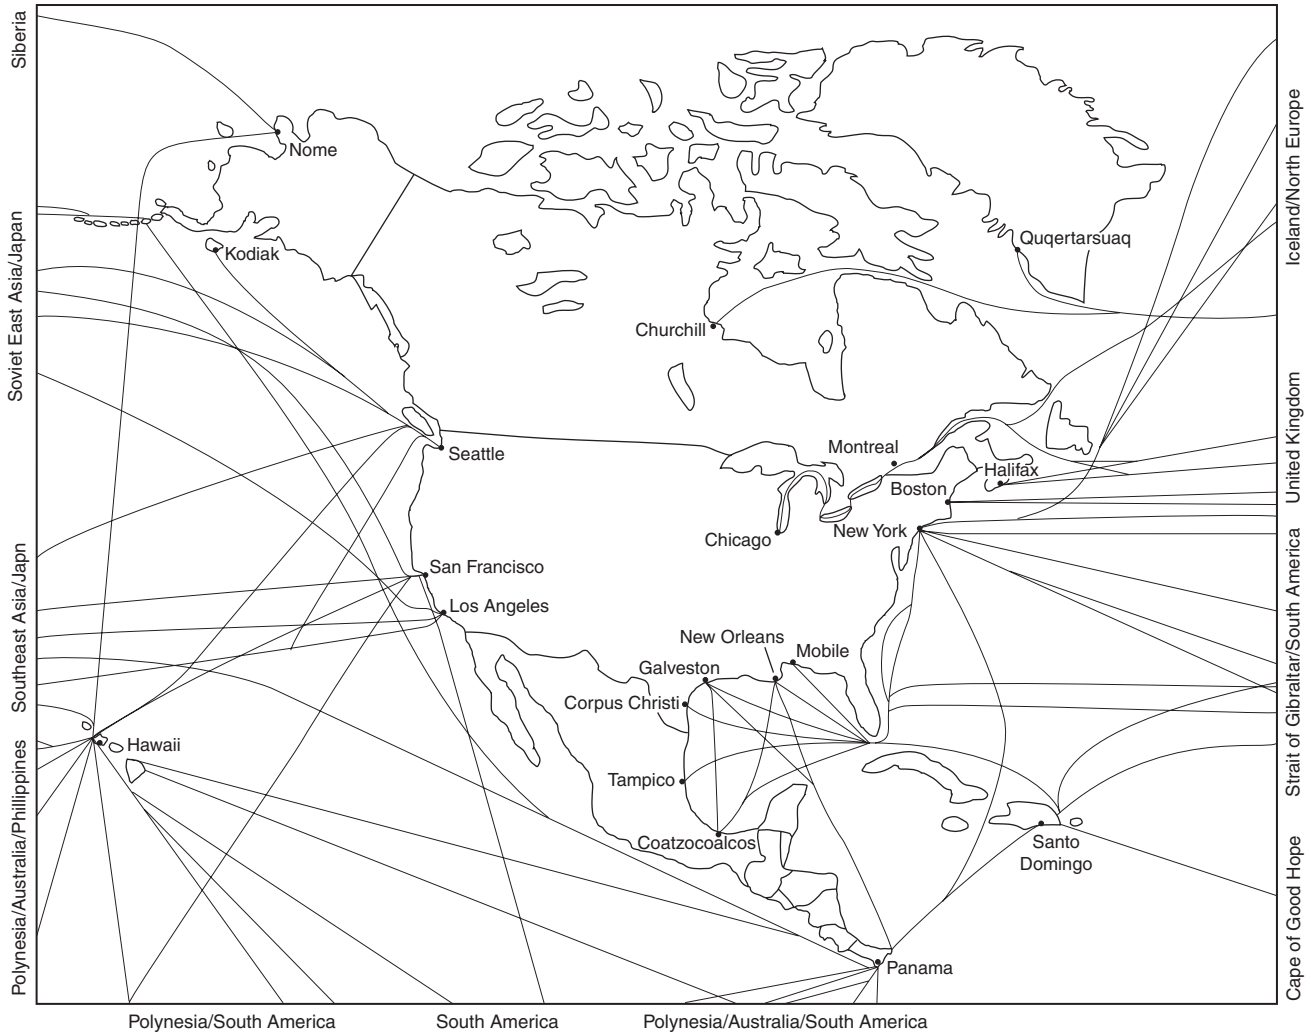 Siberia
Soviet East Asia/Japan
Southeast Asia/Japn
Polynesia/Australia/Phillippines
Nome
Kodiak
Quqertarsuaq
Churchill
Montreal
Seattle
Halifax
Boston
New York
Chicago
San Francisco
Los Angeles
New Orleans
Mobile
Galveston
Corpus Christi
Hawaii
Tampico
Coatzocoalcos
Santo
Domingo
Panama
Iceland/North Europe
United Kingdom
Strait of Gibraltar/South America
Cape of Good Hope
Polynesia/South America
South America
Polynesia/Australia/South America